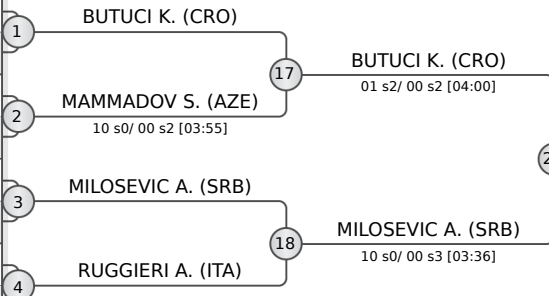 BUTUCI K. (CRO)
1
17
BUTUCI K. (CRO)
01 s2/ 00 s2 [04:00]
MAMMADOV S. (AZE)
2
10 s0/ 00 s2 [03:55]
2
MILOSEVIC A. (SRB)
3
18
MILOSEVIC A. (SRB)
10 s0/ 00 s3 [03:36]
RUGGIERI A. (ITA)
4